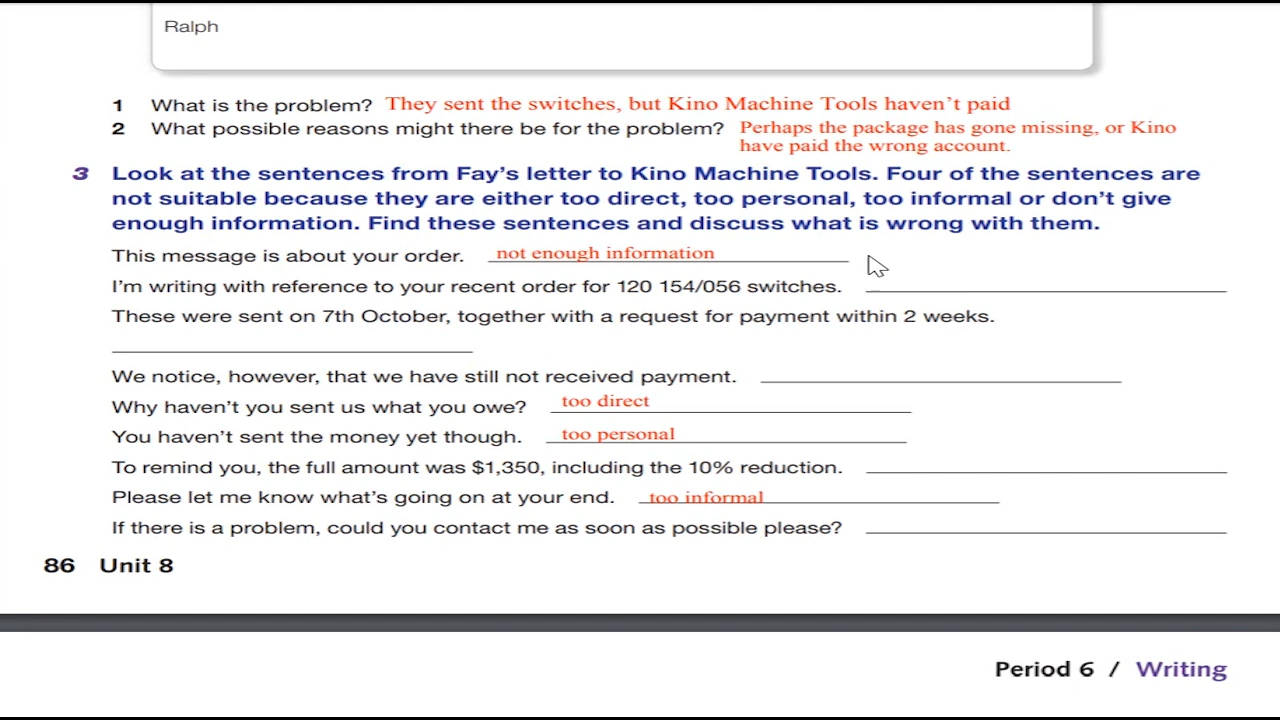 Ralph
1 What is the problem? They sent the switches, but Kino Machine Tools haven't paid
2 What possible reasons might there be for the problem? Perhaps the package has gone missing, or Kino
have paid the wrong account.
3 Look at the sentences from Fay's letter to Kino Machine Tools. Four of the sentences are
not suitable because they are either too direct, too personal, too informal or don't give
enough information. Find these sentences and discuss what is wrong with them.
This message is about your order. not enough information
I'm writing with reference to your recent order for 120 154/056 switches.
These were sent on 7th October, together with a request for payment within 2 weeks.
We notice, however, that we have still not received payment.
Why haven't you sent us what you owe? too direct
You haven't sent the money yet though. too personal
To remind you, the full amount was $1,350, including the 10% reduction.
Please let me know what's going on at your end. too informal
If there is a problem, could you contact me as soon as possible please?
86 Unit 8
Period 6 / Writing